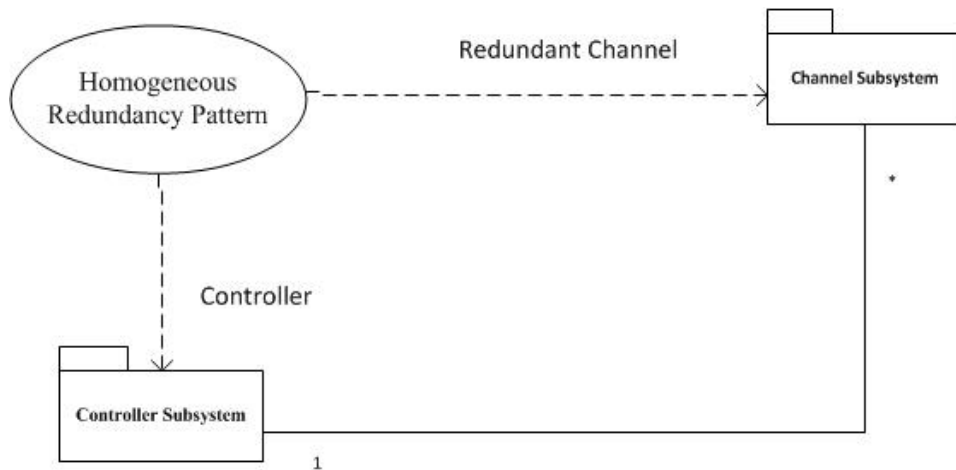 Homogeneous
Redundancy Pattern
Redundant Channel
Channel Subsystem
*
Controller
Controller Subsystem
1